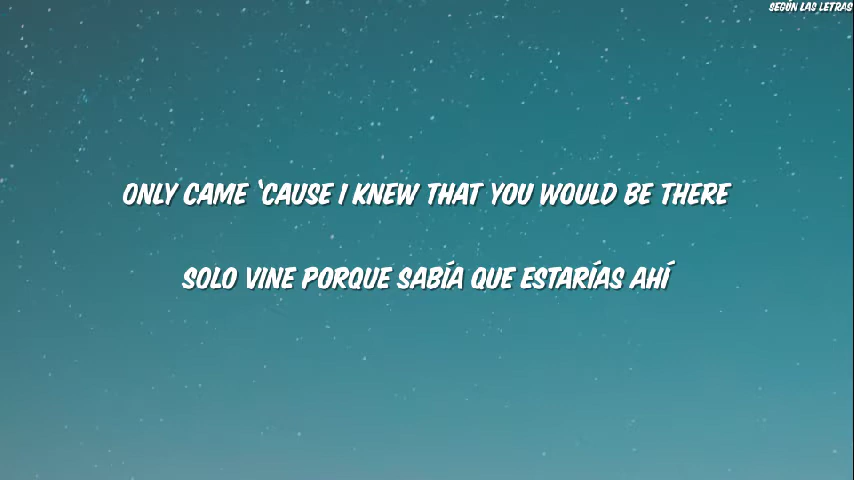 SEGÚN LAS LETRAS
ONLY CAME ‘CAUSE I KNEW THAT YOU WOULD BE THERE
SOLO VINE PORQUE SABÍA QUE ESTARÍAS AHÍ